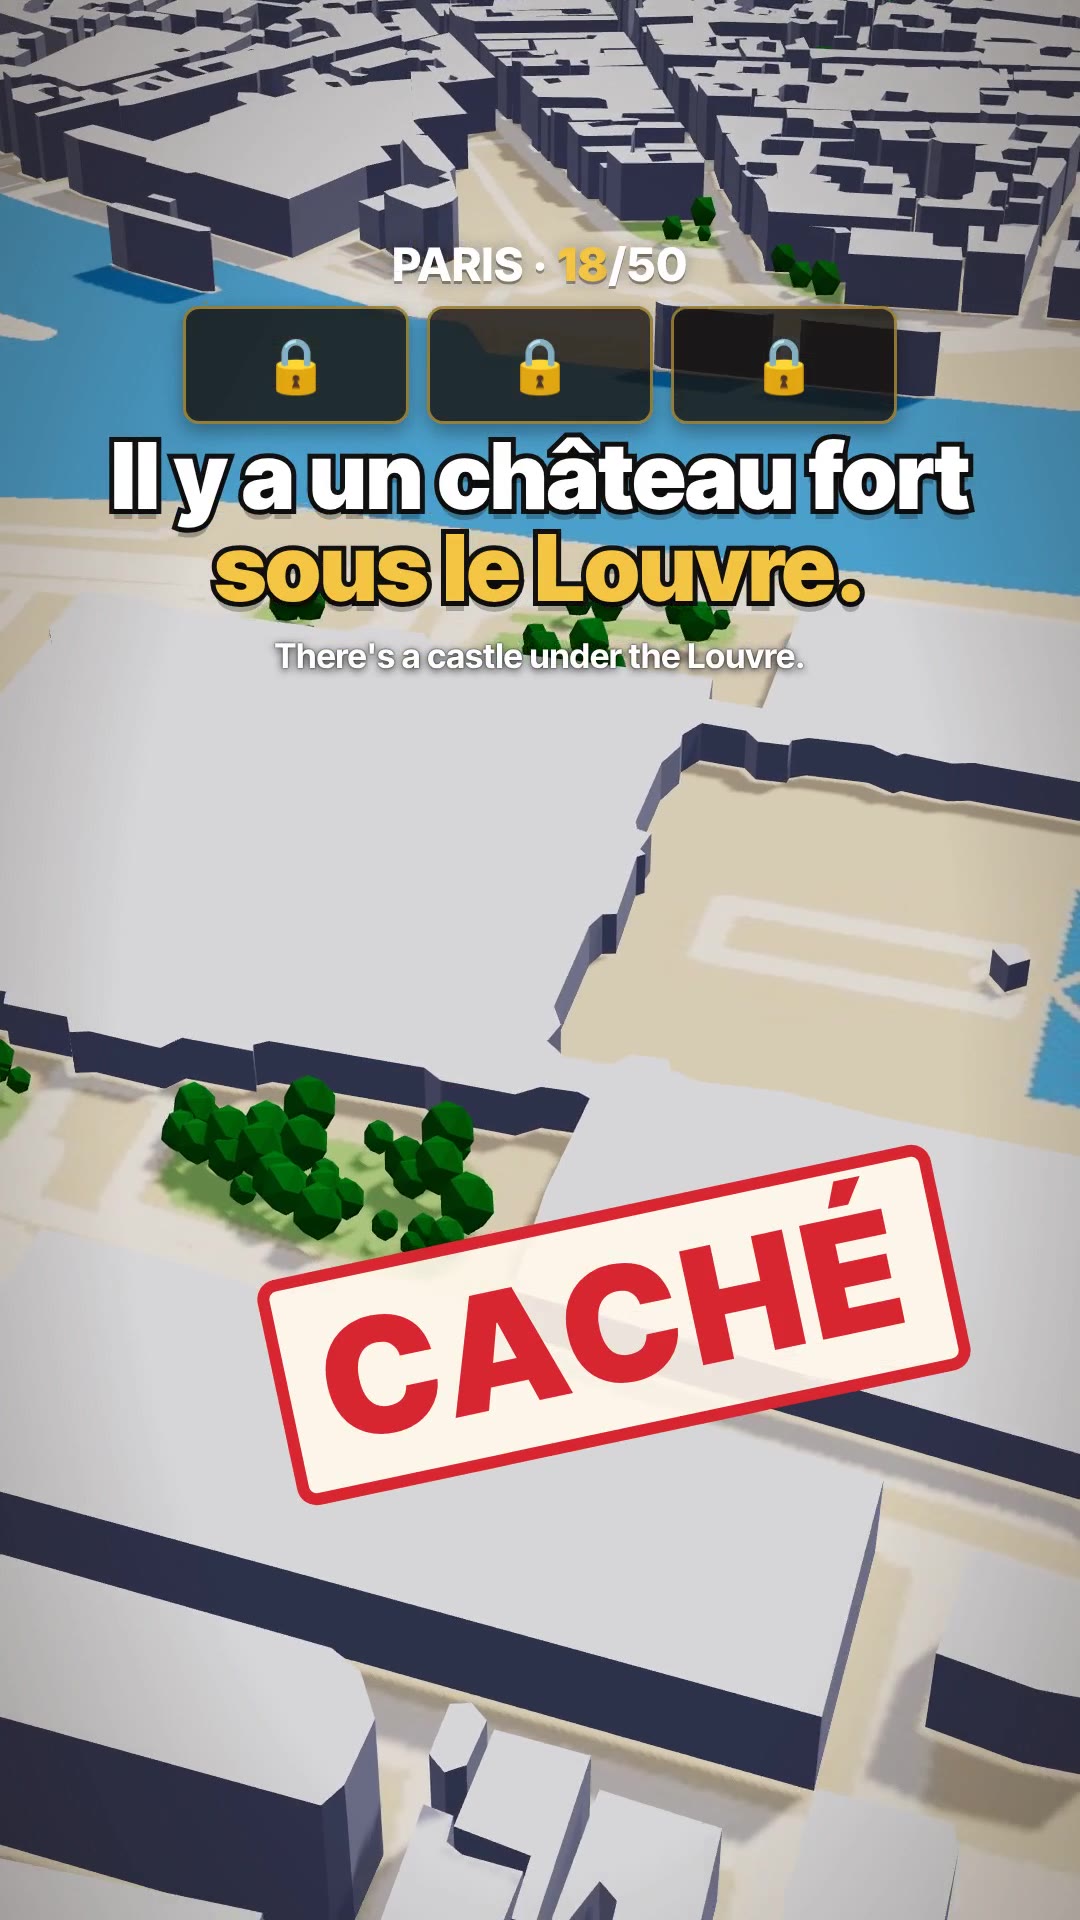 PARIS · 18/50
Il y a un château fort
sous le Louvre.
There's a castle under the Louvre.
CACHÉ